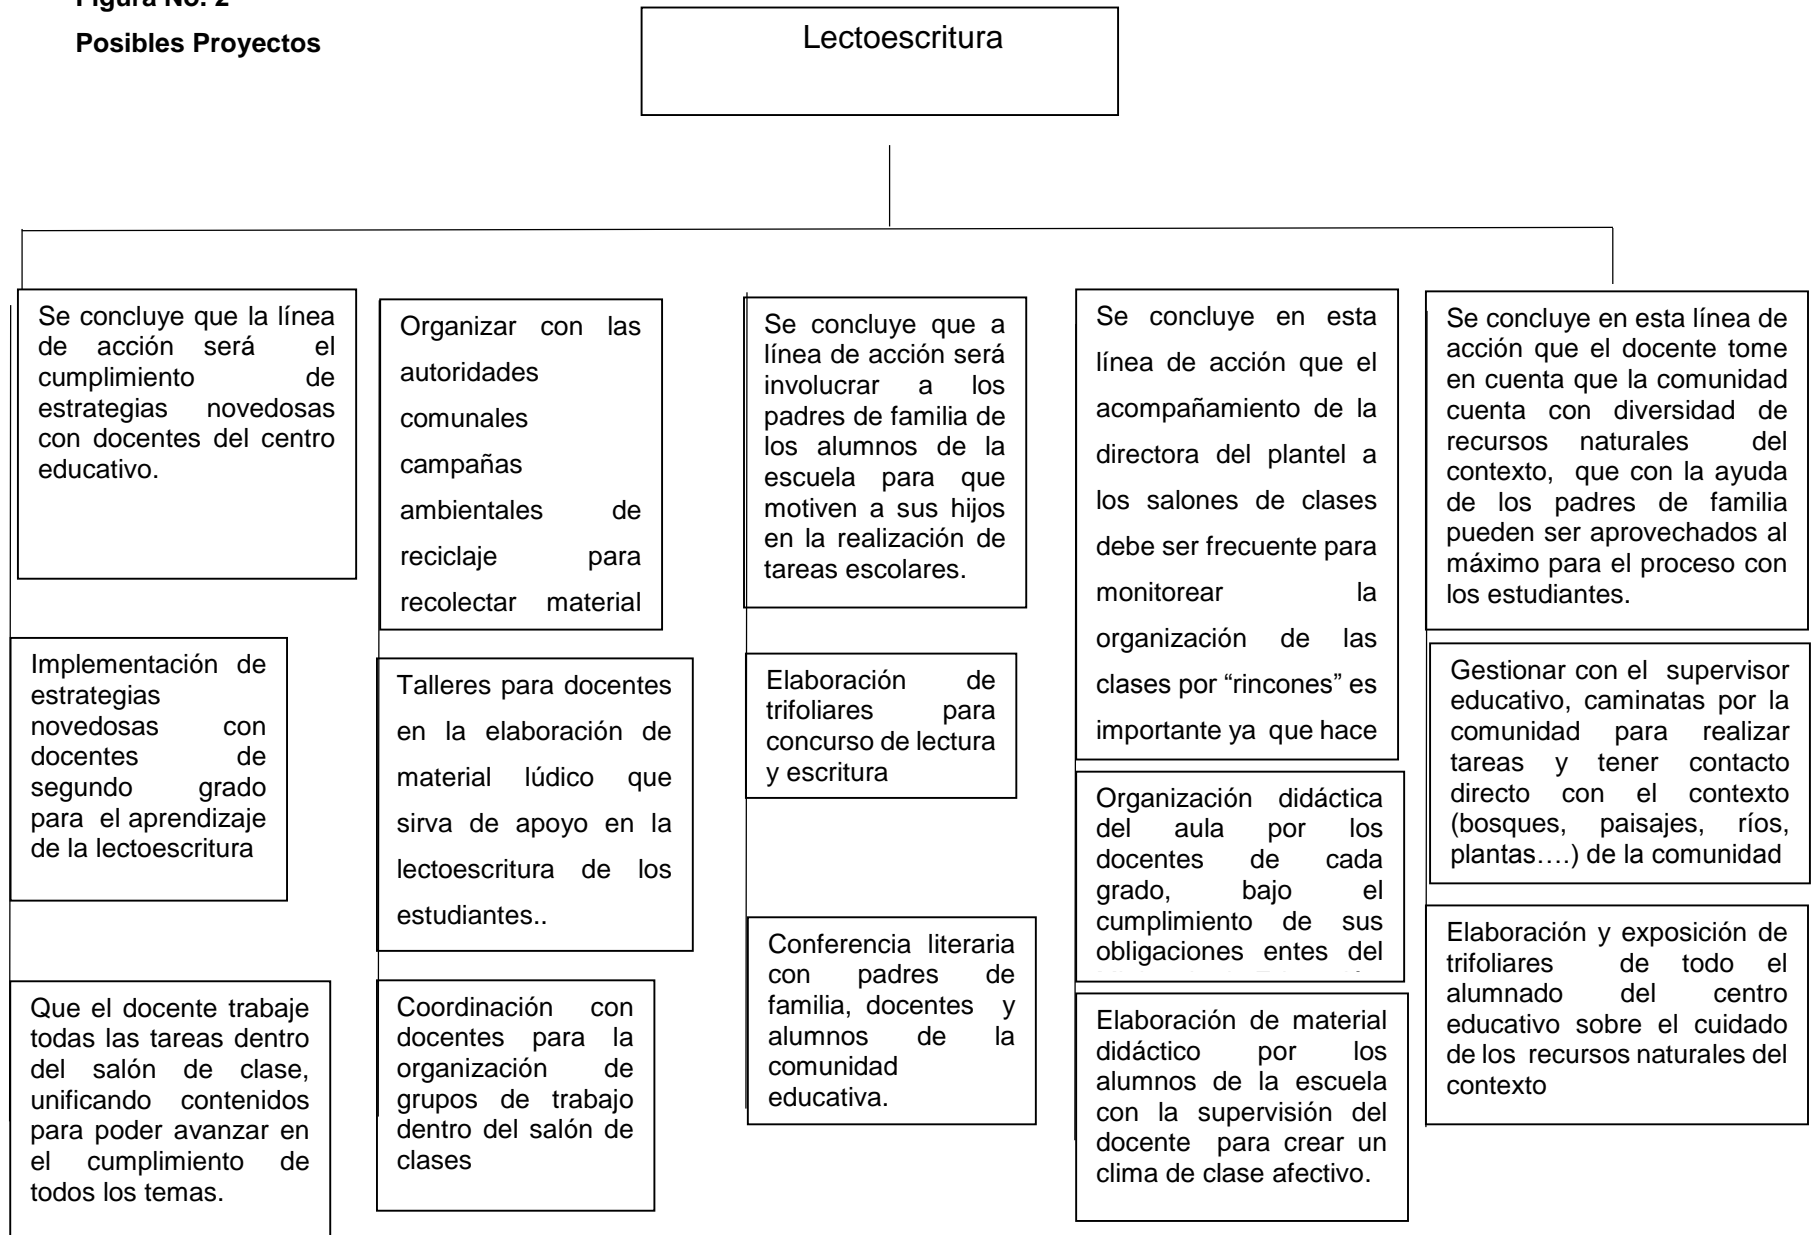 Figura No. 2
Posibles Proyectos
Lectoescritura
Se concluye que la línea
de acción será el
cumplimiento de
estrategias novedosas
con docentes del centro
educativo.
Implementación de
estrategias
novedosas con
docentes de
segundo grado
para el aprendizaje
de la lectoescritura
Que el docente trabaje
todas las tareas dentro
del salón de clase,
unificando contenidos
para poder avanzar en
el cumplimiento de
todos los temas.
Organizar con las
autoridades
comunales
campañas
ambientales de
reciclaje para
recolectar material
Talleres para docentes
en la elaboración de
material lúdico que
sirva de apoyo en la
lectoescritura de los
estudiantes..
Coordinación con
docentes para la
organización de
grupos de trabajo
dentro del salón de
clases
Se concluye que a
línea de acción será
involucrar a los
padres de familia de
los alumnos de la
escuela para que
motiven a sus hijos
en la realización de
tareas escolares.
Elaboración de
trifoliares para
concurso de lectura
y escritura
Conferencia literaria
con padres de
familia, docentes y
alumnos de la
comunidad
educativa.
Se concluye en esta
línea de acción que el
acompañamiento de la
directora del plantel a
los salones de clases
debe ser frecuente para
monitorear la
organización de las
clases por “rincones” es
importante ya que hace
Organización didáctica
del aula por los
docentes de cada
grado, bajo el
cumplimiento de sus
obligaciones entes del
Elaboración de material
didáctico por los
alumnos de la escuela
con la supervisión del
docente para crear un
clima de clase afectivo.
Se concluye en esta línea de
acción que el docente tome
en cuenta que la comunidad
cuenta con diversidad de
recursos naturales del
contexto, que con la ayuda
de los padres de familia
pueden ser aprovechados al
máximo para el proceso con
los estudiantes.
Gestionar con el supervisor
educativo, caminatas por la
comunidad para realizar
tareas y tener contacto
directo con el contexto
(bosques, paisajes, ríos,
plantas….) de la comunidad
Elaboración y exposición de
trifoliares de todo el
alumnado del centro
educativo sobre el cuidado
de los recursos naturales del
contexto